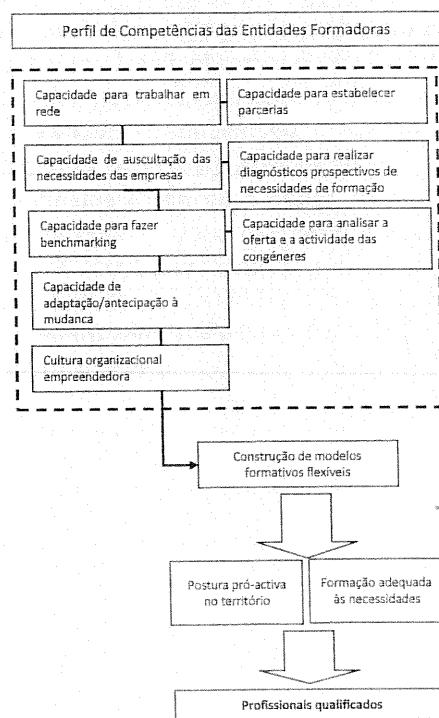 Perfil de Competências das Entidades Formadoras
Capacidade para trabalhar em
rede
Capacidade para estabelecer
parcerias
Capacidade de auscultação das
necessidades das empresas
Capacidade para realizar
diagnósticos prospectivos de
necessidades de formação
Capacidade para fazer
benchmarking
Capacidade para analisar a
oferta e a actividade das
congéneres
Capacidade de
adaptação/antecipação à
mudanca
Cultura organizacional
empreendedora
Construção de modelos
formativos flexíveis
Postura pró-activa
no território
Formação adequada
às necessidades
Profissionais qualificados